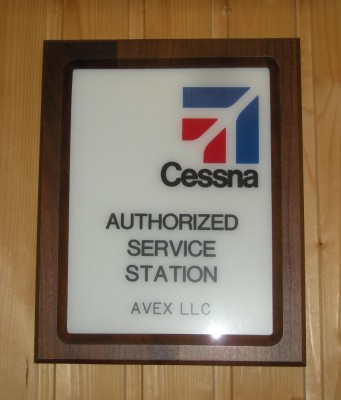 Cessna
AUTHORIZED
SERVICE
STATION
AVEX LLC